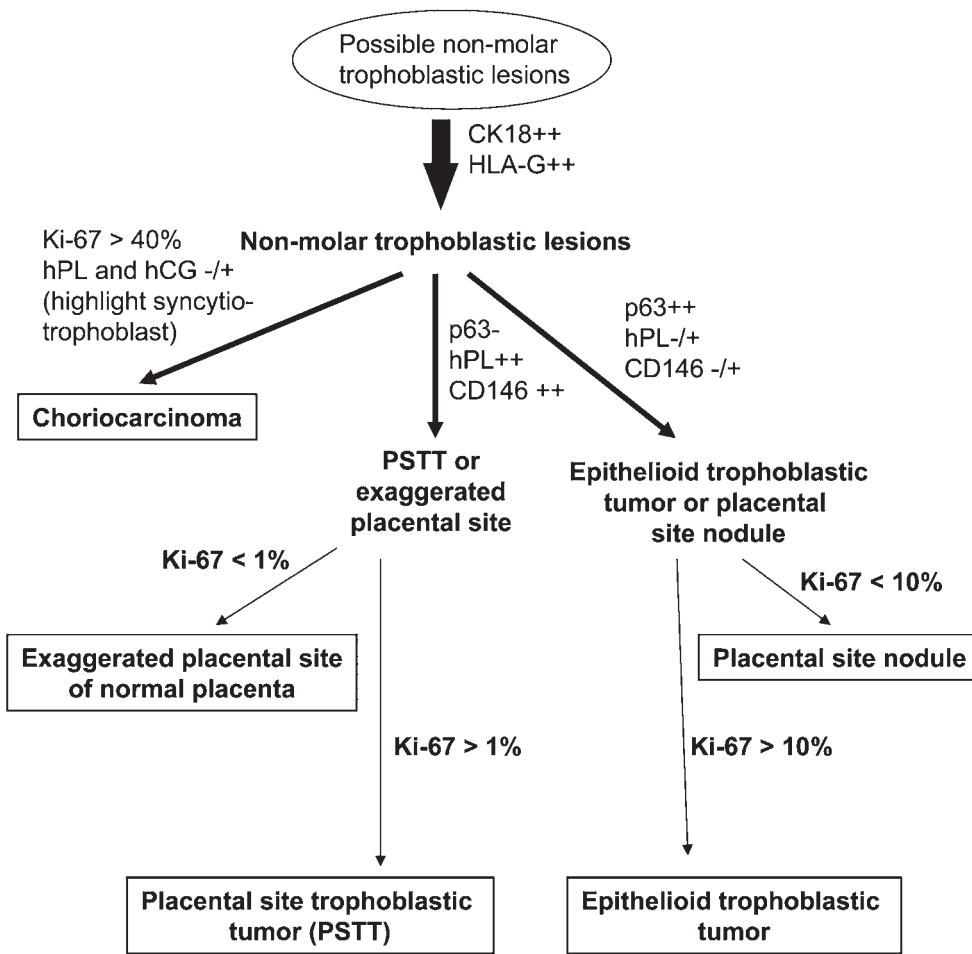 Possible non-molar
trophoblastic lesions
CK18++
HLA-G++
Non-molar trophoblastic lesions
Ki-67 > 40%
hPL and hCG -/+
(highlight syncytio-
trophoblast)
p63-
hPL++
CD146 ++
p63++
hPL-/+
CD146 -/+
Choriocarcinoma
PSTT or
exaggerated
placental site
Epithelioid trophoblastic
tumor or placental
site nodule
Ki-67 < 1%
Ki-67 < 10%
Exaggerated placental site
of normal placenta
Placental site nodule
Ki-67 > 1%
Ki-67 > 10%
Placental site trophoblastic
tumor (PSTT)
Epithelioid trophoblastic
tumor